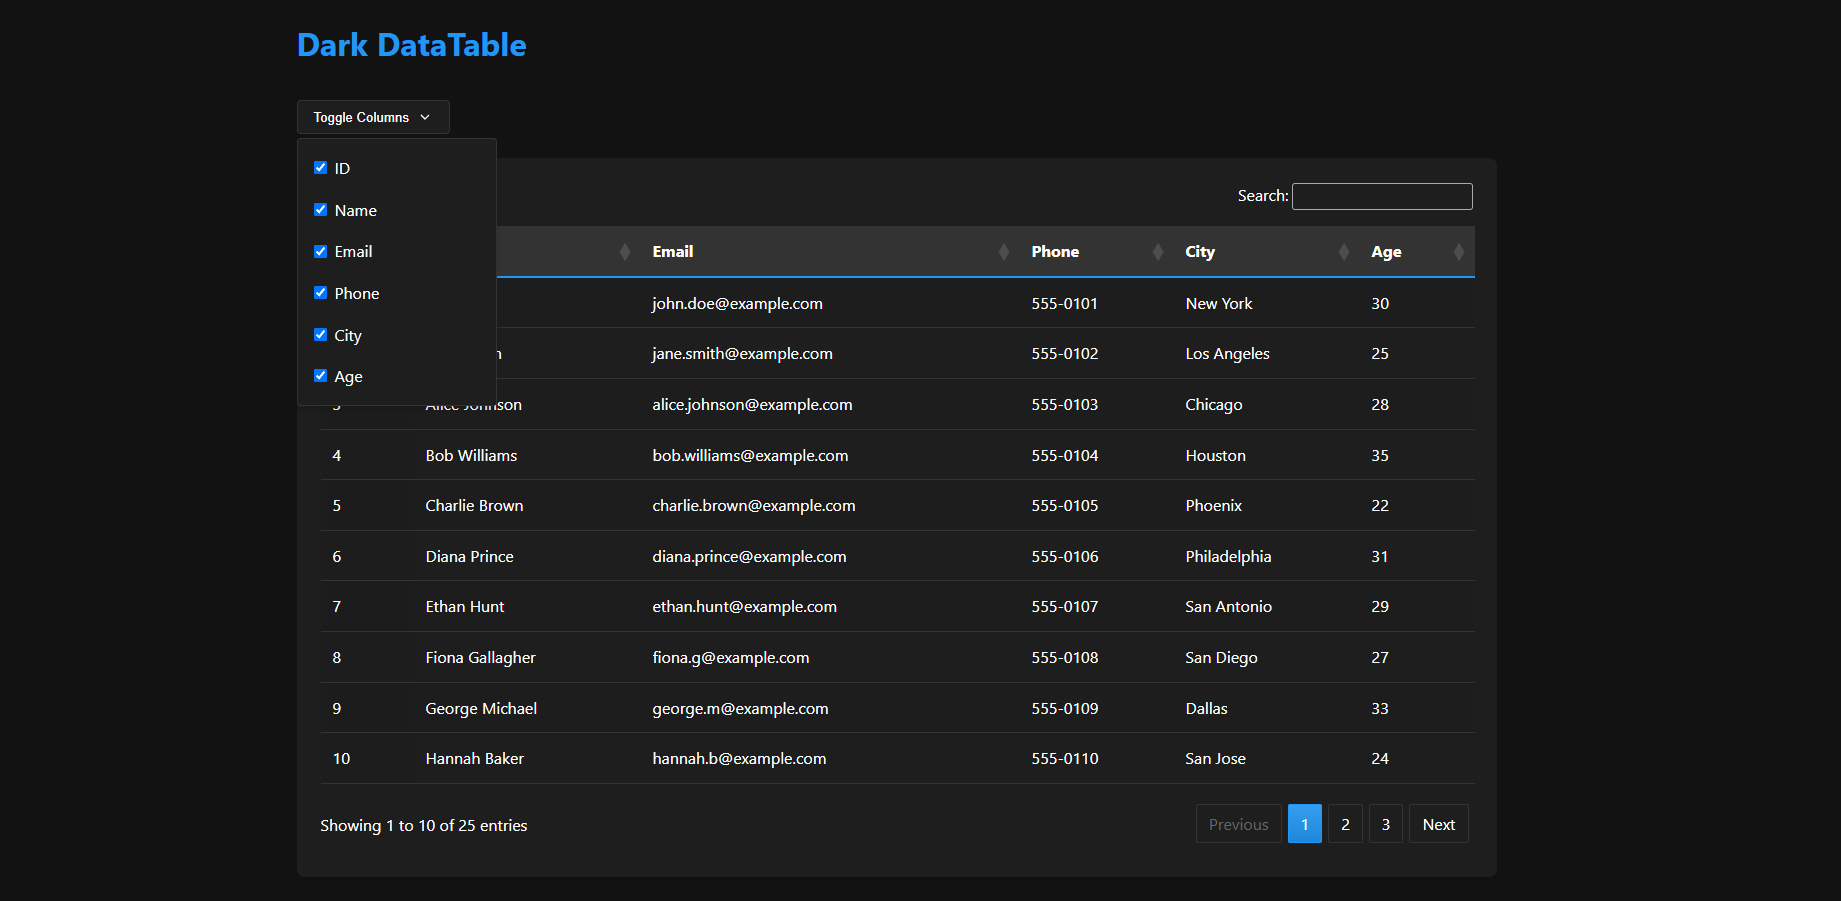 Dark DataTable
Toggle Columns
ID
Name
Email
Phone
City
Age
Search:
Email Phone City Age
john.doe@example.com 555-0101 New York 30
jane.smith@example.com 555-0102 Los Angeles 25
3 Alice Johnson alice.johnson@example.com 555-0103 Chicago 28
4 Bob Williams bob.williams@example.com 555-0104 Houston 35
5 Charlie Brown charlie.brown@example.com 555-0105 Phoenix 22
6 Diana Prince diana.prince@example.com 555-0106 Philadelphia 31
7 Ethan Hunt ethan.hunt@example.com 555-0107 San Antonio 29
8 Fiona Gallagher fiona.g@example.com 555-0108 San Diego 27
9 George Michael george.m@example.com 555-0109 Dallas 33
10 Hannah Baker hannah.b@example.com 555-0110 San Jose 24
Showing 1 to 10 of 25 entries
Previous 1 2 3 Next